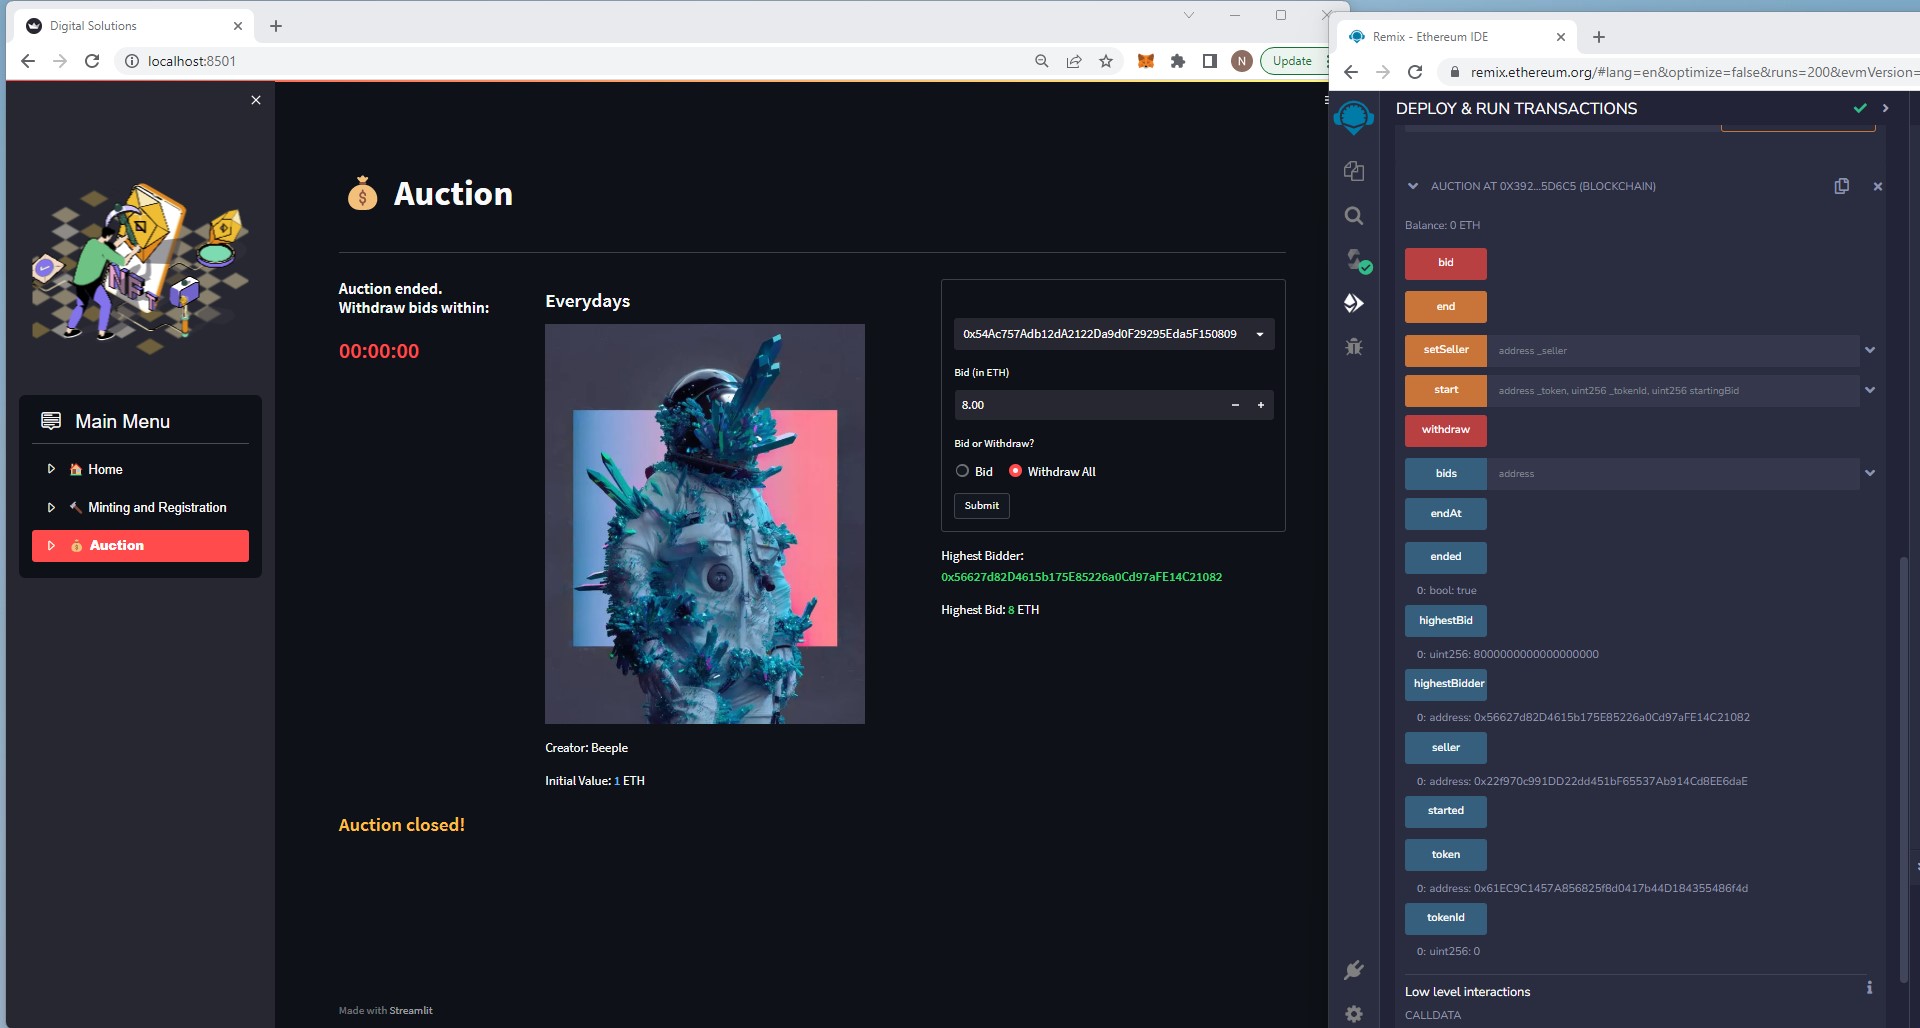 Digital Solutions
localhost:8501
N
Update
NFT
Main Menu
Home
Minting and Registration
Auction
Auction
Auction ended.
Withdraw bids within:
00:00:00
Everydays
Creator: Beeple
Initial Value: 1 ETH
Auction closed!
0x54Ac757Adb12dA2122Da9d0F29295Eda5F150809
Bid (in ETH)
8.00
Bid or Withdraw?
Bid
Withdraw All
Submit
Highest Bidder:
0x56627d82D4615b175E85226a0Cd97aFE14C21082
Highest Bid: 8 ETH
Made with Streamlit
Remix - Ethereum IDE
remix.ethereum.org/#lang=en&optimize=false&runs=200&evmVersion=
DEPLOY & RUN TRANSACTIONS
AUCTION AT 0X392...5D6C5 (BLOCKCHAIN)
Balance: 0 ETH
bid
end
setSeller address _seller
start address _token, uint256 _tokenId, uint256 startingBid
withdraw
bids address
endAt
ended
0: bool: true
highestBid
0: uint256: 8000000000000000000
highestBidder
0: address: 0x56627d82D4615b175E85226a0Cd97aFE14C21082
seller
0: address: 0x22f970c991DD22dd451bF65537Ab914Cd8EE6daE
started
token
0: address: 0x61EC9C1457A856825f8d0417b44D184355486f4d
tokenId
0: uint256: 0
Low level interactions
CALLDATA